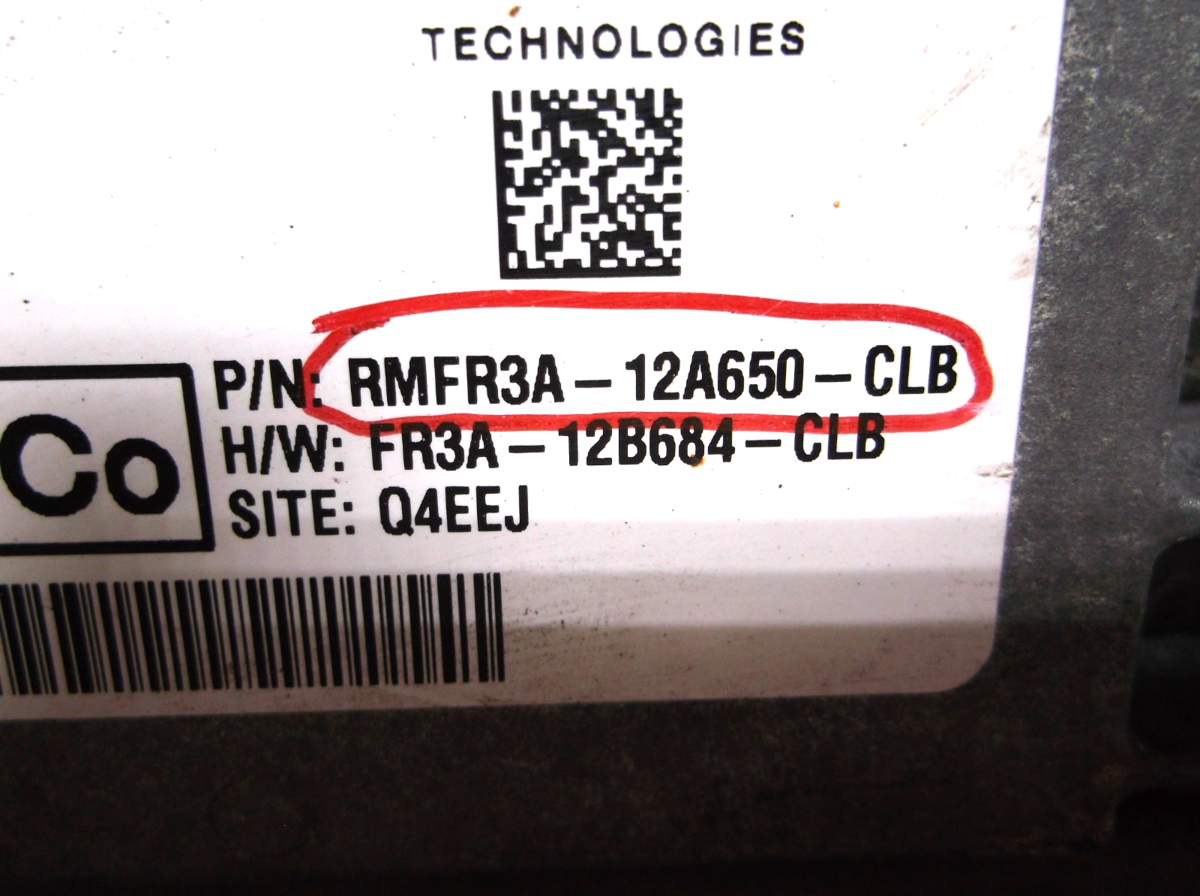 TECHNOLOGIES
P/N: RMFR3A-12A650-CLB
H/W: FR3A-12B684-CLB
SITE: Q4EEJ
Co